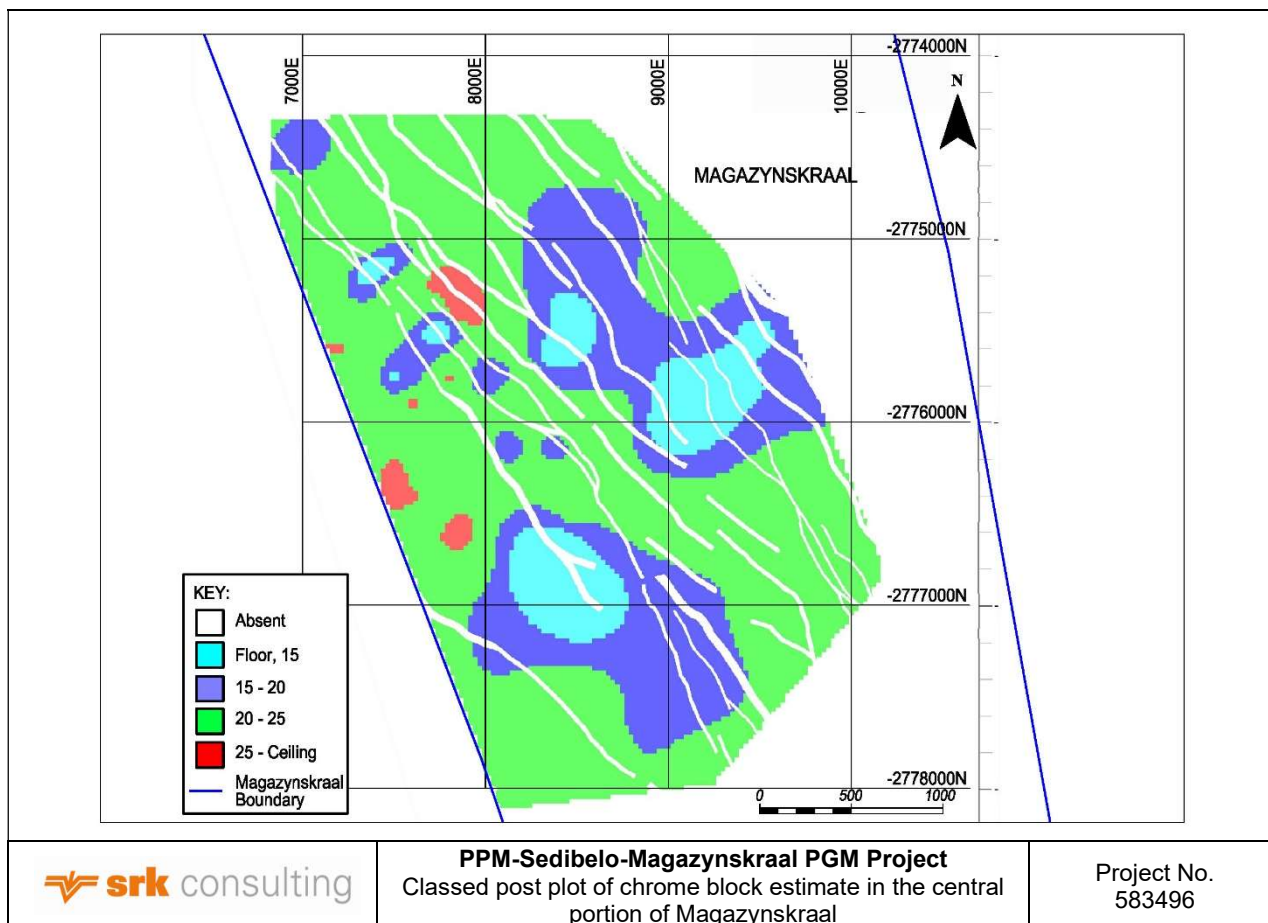 -2774000N
7000E
8000E
9000E
10000E
N
MAGAZYNSKRAAL
-2775000N
-2776000N
KEY:
Absent
Floor, 15
15 - 20
20 - 25
25 - Ceiling
Magazynskraal
Boundary
-2777000N
-2778000N
0 500 1000
srk consulting
PPM-Sedibelo-Magazynskraal PGM Project
Classed post plot of chrome block estimate in the central
portion of Magazynskraal
Project No.
583496